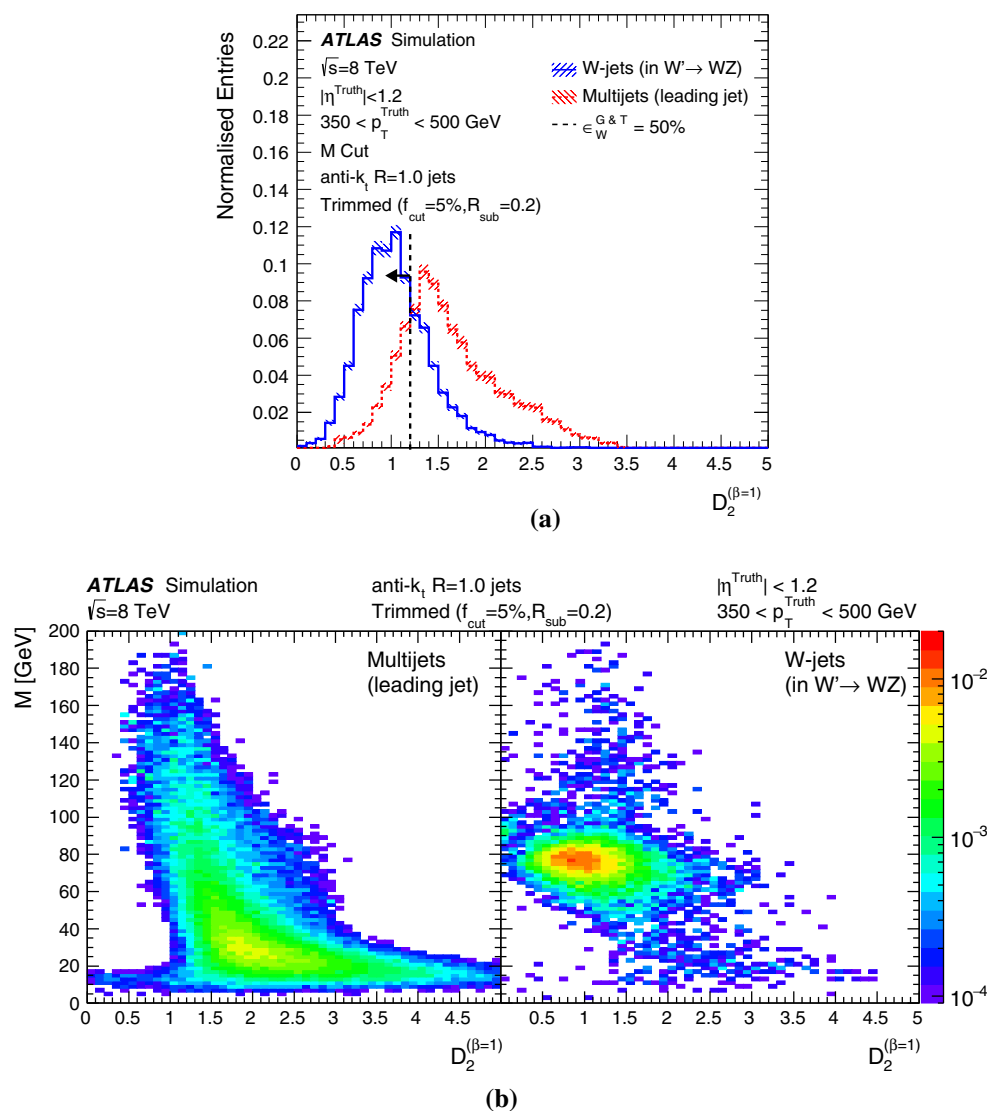 ATLAS Simulation
√s=8 TeV
|η^Truth|<1.2
350 < p_T^Truth < 500 GeV
M Cut
anti-k_t R=1.0 jets
Trimmed (f_cut=5%,R_sub=0.2)
W-jets (in W'→ WZ)
Multijets (leading jet)
∈_W^G & T = 50%
Normalised Entries
0.22
0.2
0.18
0.16
0.14
0.12
0.1
0.08
0.06
0.04
0.02
0 0.5 1 1.5 2 2.5 3 3.5 4 4.5 5
D_2^(β=1)
(a)
ATLAS Simulation anti-k_t R=1.0 jets |η^Truth| < 1.2
√s=8 TeV Trimmed (f_cut=5%,R_sub=0.2) 350 < p_T^Truth < 500 GeV
M [GeV]
200
180
160
140
120
100
80
60
40
20
0
Multijets
(leading jet)
W-jets
(in W'→ WZ)
10^-2
10^-3
10^-4
0 0.5 1 1.5 2 2.5 3 3.5 4 4.5 0.5 1 1.5 2 2.5 3 3.5 4 4.5 5
D_2^(β=1) D_2^(β=1)
(b)